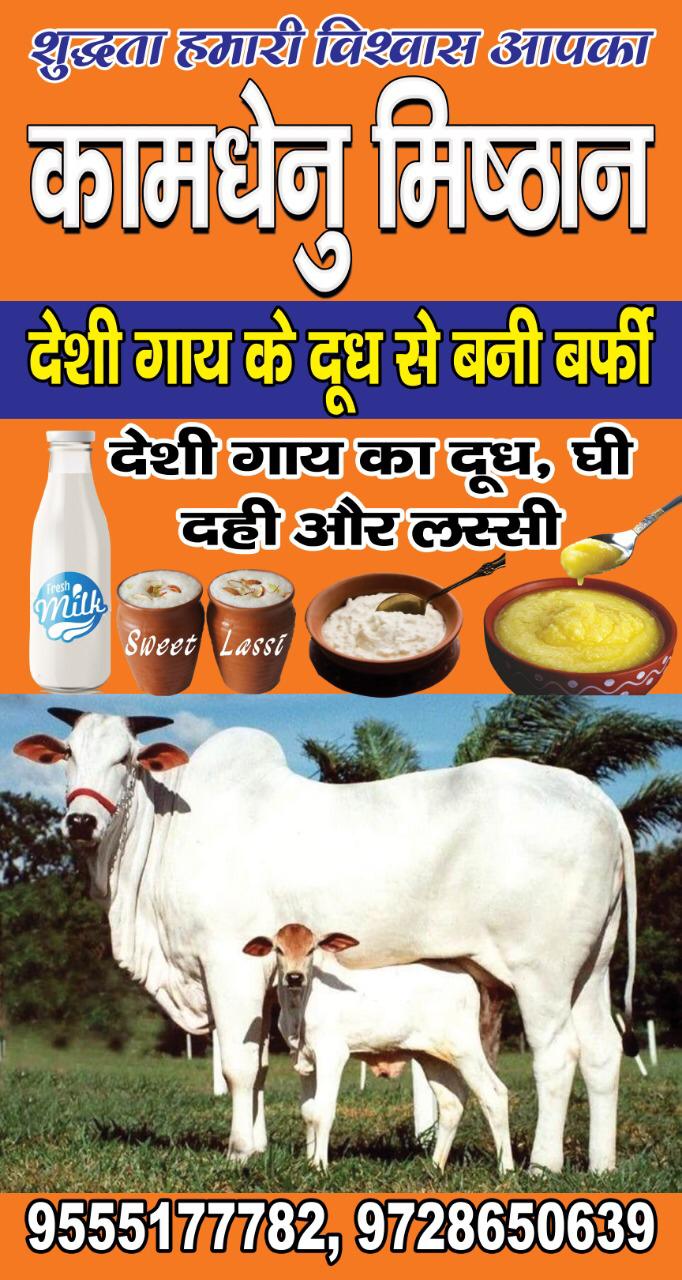 शुद्धता हमारी विश्वास आपका
कामधेनु मिष्ठान
देशी गाय के दूध से बनी बर्फी
देशी गाय का दूध, घी
दही और लस्सी
Fresh
Milk
Sweet Lassi
9555177782, 9728650639